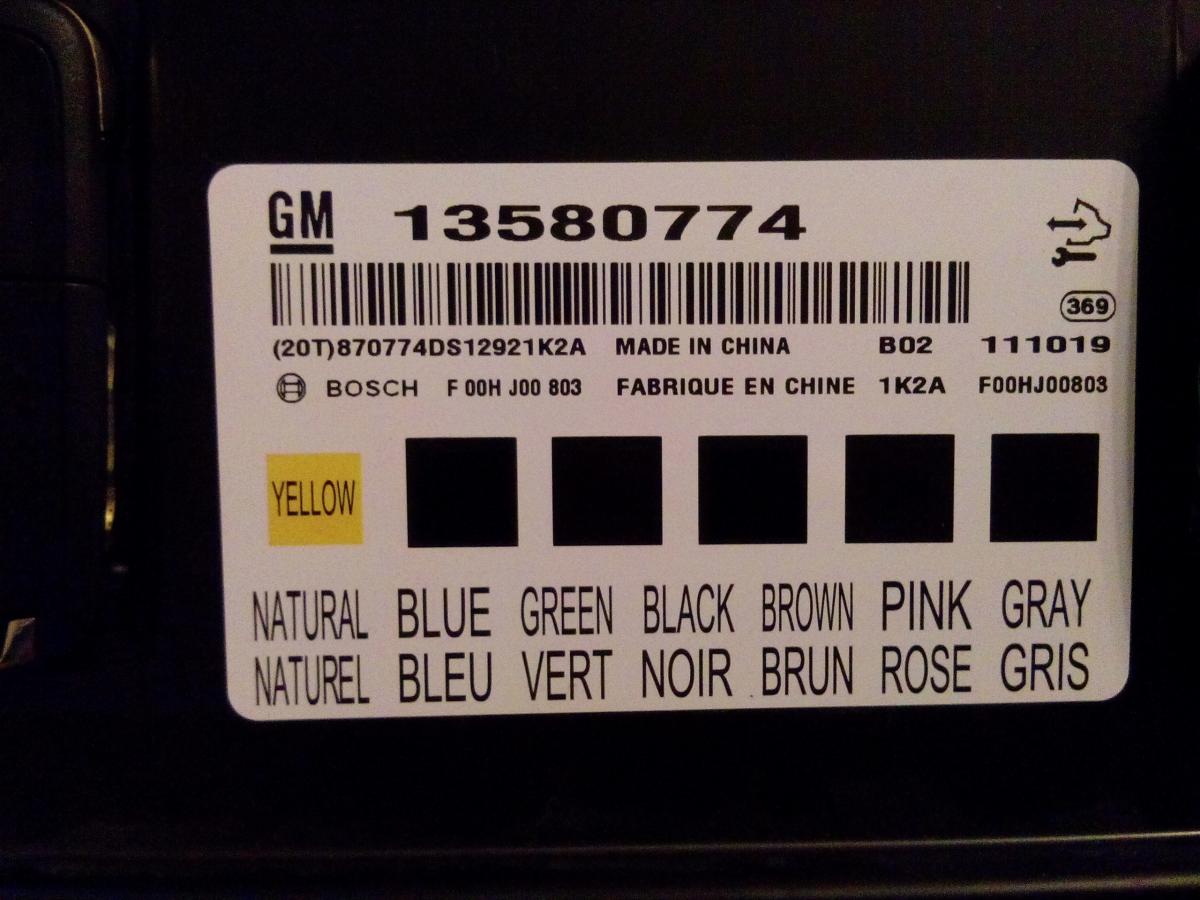 GM 13580774
369
(20T)870774DS12921K2A MADE IN CHINA B02 111019
BOSCH F 00H J00 803 FABRIQUE EN CHINE 1K2A F00HJ00803
YELLOW
NATURAL BLUE GREEN BLACK BROWN PINK GRAY
NATUREL BLEU VERT NOIR BRUN ROSE GRIS